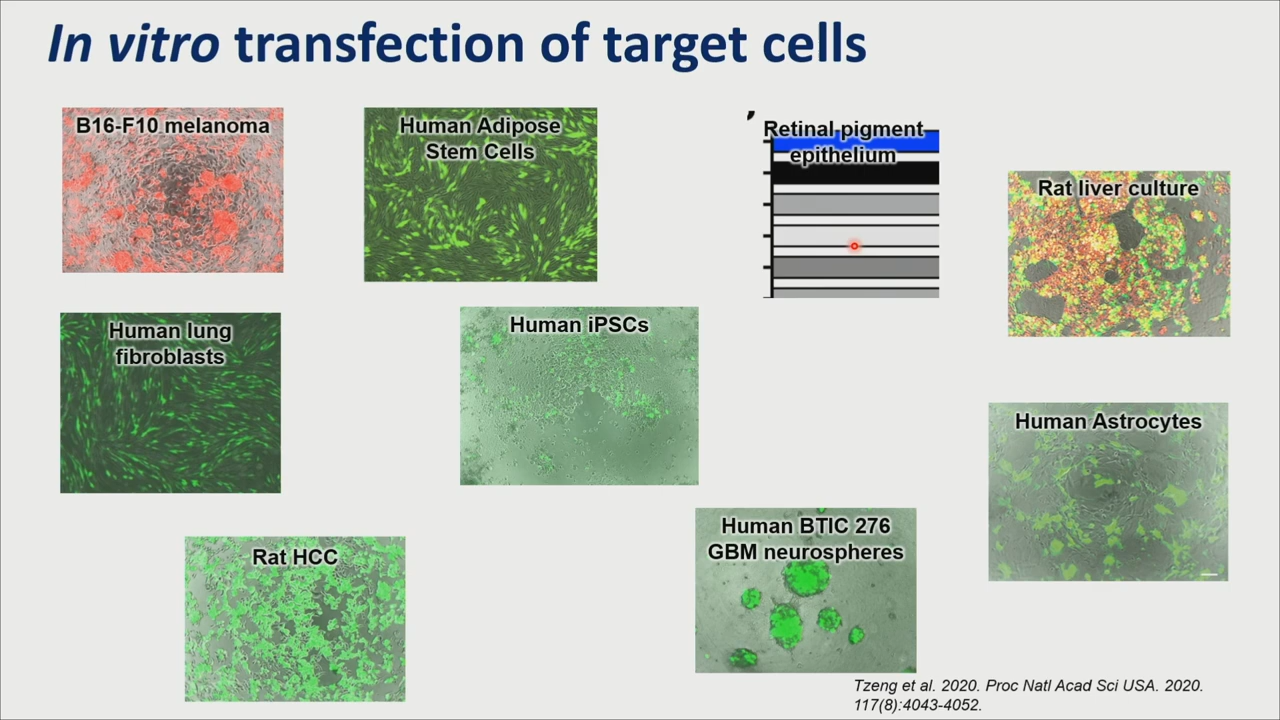 In vitro transfection of target cells
B16-F10 melanoma
Human Adipose
Stem Cells
Retinal pigment
epithelium
Rat liver culture
Human lung
fibroblasts
Human iPSCs
Human Astrocytes
Rat HCC
Human BTIC 276
GBM neurospheres
Tzeng et al. 2020. Proc Natl Acad Sci USA. 2020.
117(8):4043-4052.